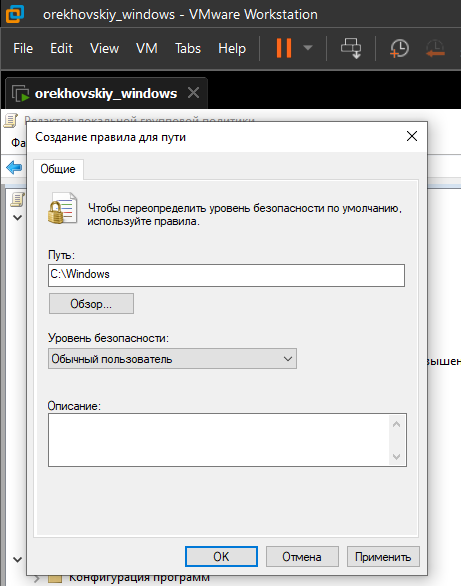 orekhovskiy_windows - VMware Workstation
File Edit View VM Tabs Help
orekhovskiy_windows
Редактор локальной групповой политики
Фа
Создание правила для пути
Общие
Чтобы переопределить уровень безопасности по умолчанию,
используйте правила.
Путь:
C:\Windows
Обзор...
Уровень безопасности:
Обычный пользователь
вышен
Описание:
OK Отмена Применить
Конфигурация программ